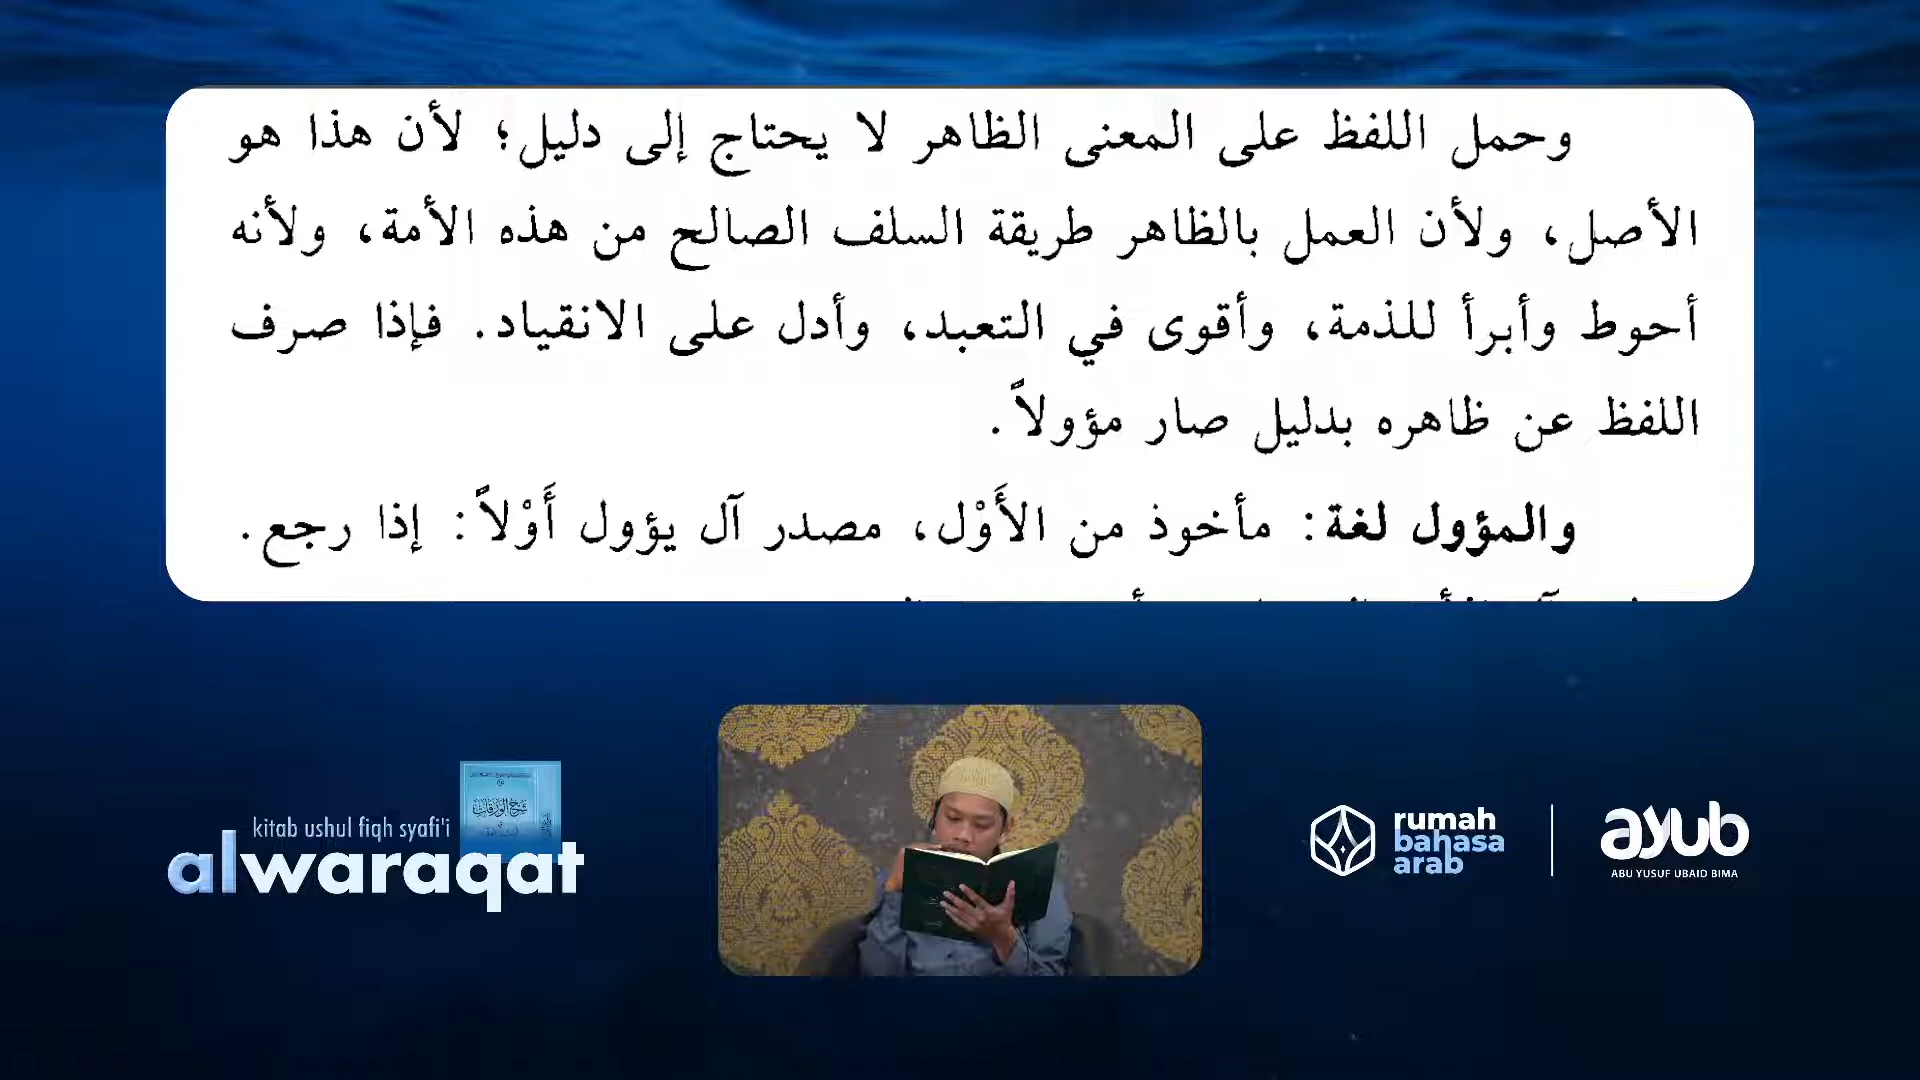 وحمل اللفظ على المعنى الظاهر لا يحتاج إلى دليل؛ لأن هذا هو
الأصل، ولأن العمل بالظاهر طريقة السلف الصالح من هذه الأمة، ولأنه
أحوط وأبرأ للذمة، وأقوى في التعبد، وأدل على الانقياد. فإذا صرف
اللفظ عن ظاهره بدليل صار مؤولاً.
والمؤول لغة: مأخوذ من الأَوْل، مصدر آل يؤول أَوْلاً: إذا رجع.
شرح الورقات
kitab ushul fiqh syafi'i
alwaraqat
rumah
bahasa
arab
ayub
ABU YUSUF UBAID BIMA